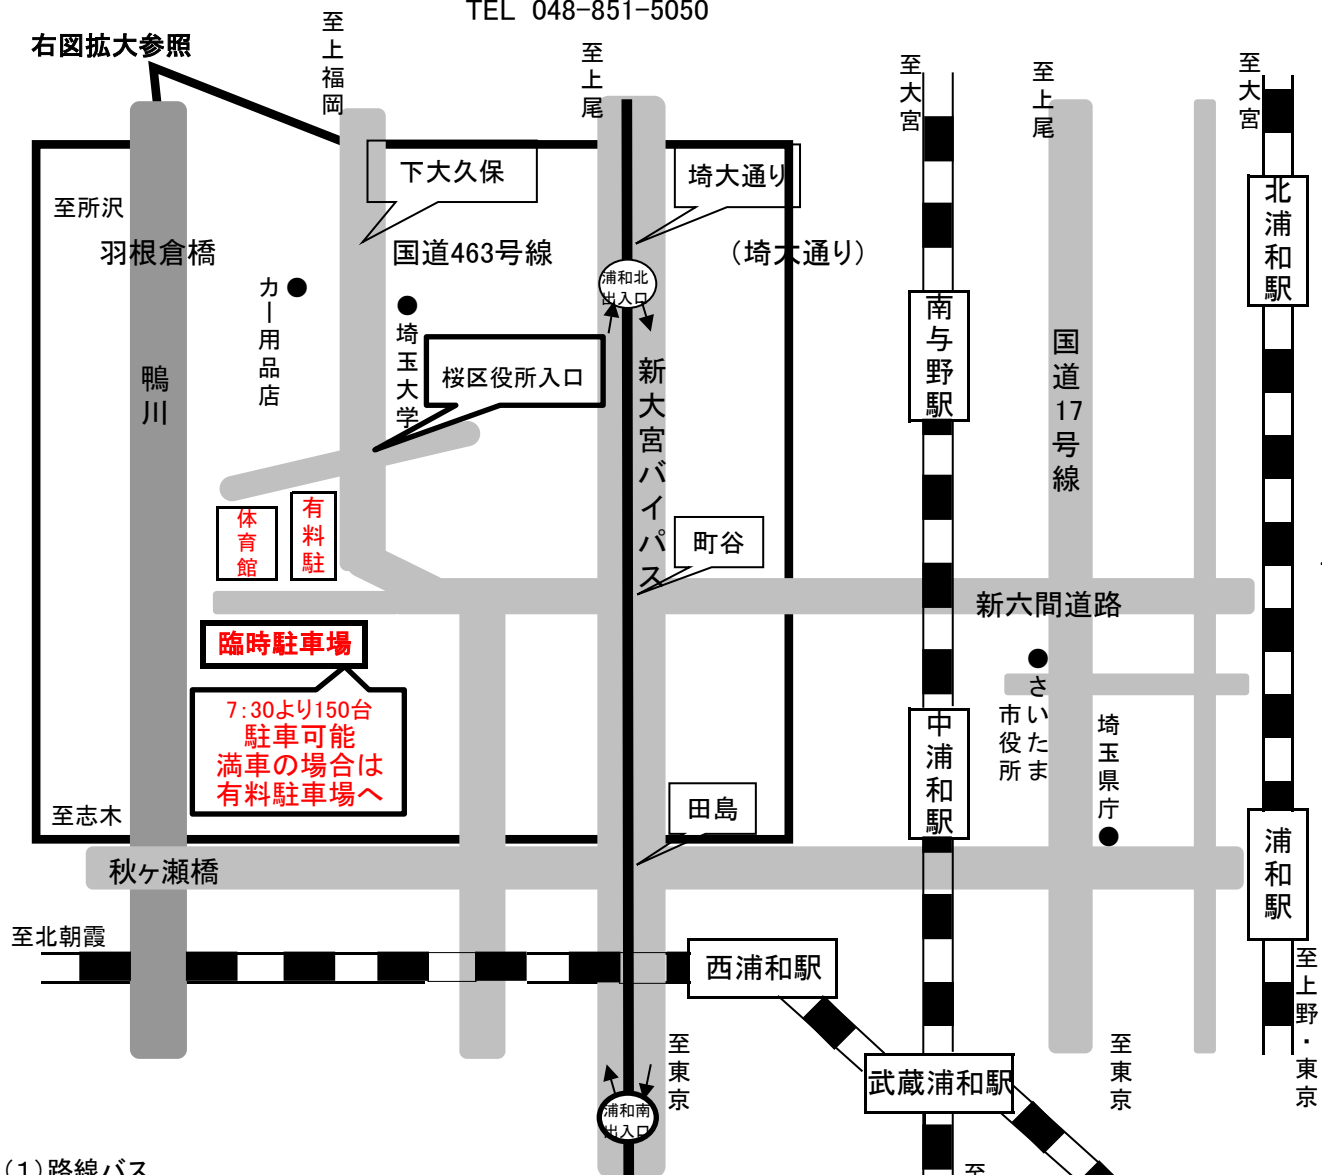 TEL 048-851-5050
右図拡大参照
至上福岡
至上尾
至大宮
至上尾
至大宮
下大久保
埼大通り
至所沢
羽根倉橋
国道463号線
（埼大通り）
北浦和駅
浦和北
出入口
カー用品店
埼玉大学
南与野駅
国道17号線
鴨川
桜区役所入口
新大宮バイパス
体育館
有料駐
町谷
新六間道路
臨時駐車場
7:30より150台
駐車可能
満車の場合は
有料駐車場へ
さいたま
市役所
中浦和駅
埼玉県庁
至志木
田島
浦和駅
秋ヶ瀬橋
至北朝霞
西浦和駅
至上野・東京
至東京
至東京
武蔵浦和駅
浦和南
出入口
(1)路線バス
至